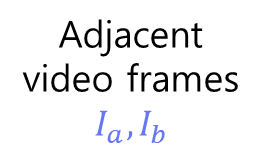 Adjacent
video frames
I_a, I_b